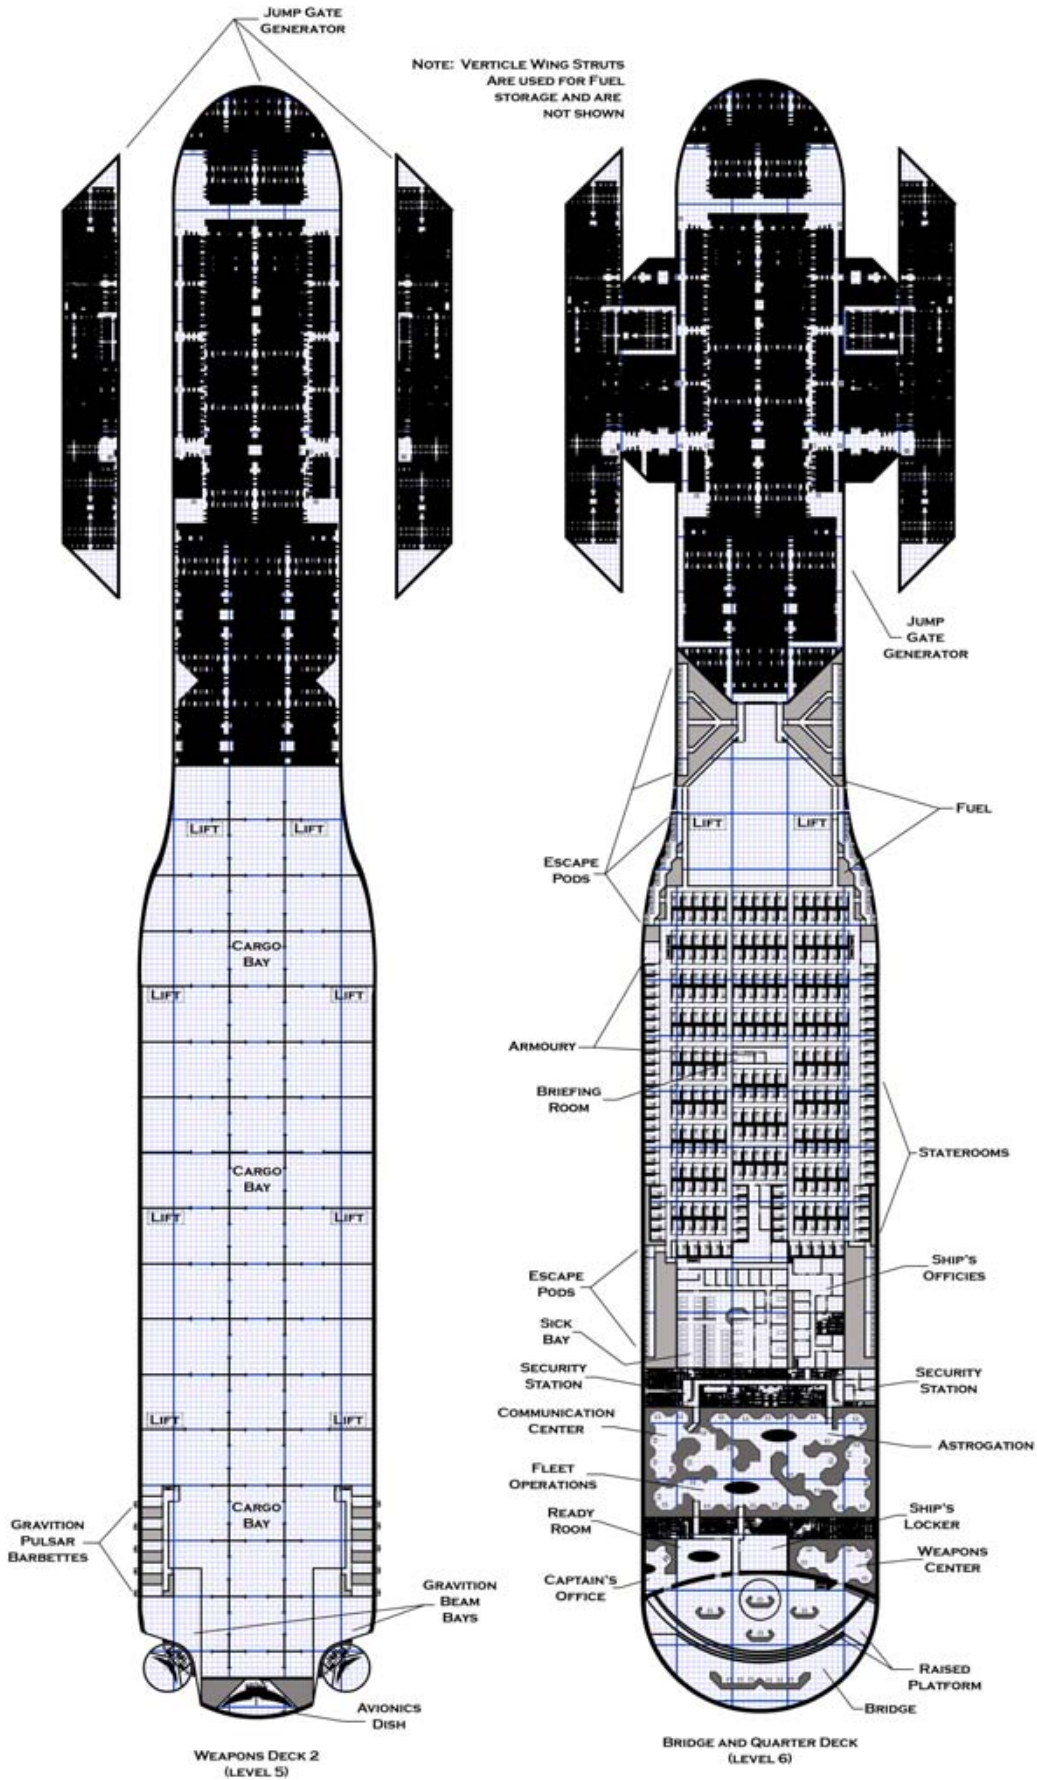 JUMP GATE
GENERATOR
NOTE: VERTICLE WING STRUTS
ARE USED FOR FUEL
STORAGE AND ARE
NOT SHOWN
LIFT
LIFT
CARGO
BAY
LIFT
LIFT
CARGO
BAY
LIFT
LIFT
LIFT
LIFT
CARGO
BAY
GRAVITION
PULSAR
BARBETTES
GRAVITION
BEAM
BAYS
AVIONICS
DISH
WEAPONS DECK 2
(LEVEL 5)
JUMP
GATE
GENERATOR
FUEL
LIFT
LIFT
ESCAPE
PODS
ARMOURY
BRIEFING
ROOM
STATEROOMS
ESCAPE
PODS
SHIP'S
OFFICIES
SICK
BAY
SECURITY
STATION
SECURITY
STATION
COMMUNICATION
CENTER
ASTROGATION
FLEET
OPERATIONS
READY
ROOM
SHIP'S
LOCKER
WEAPONS
CENTER
CAPTAIN'S
OFFICE
RAISED
PLATFORM
BRIDGE
BRIDGE AND QUARTER DECK
(LEVEL 6)